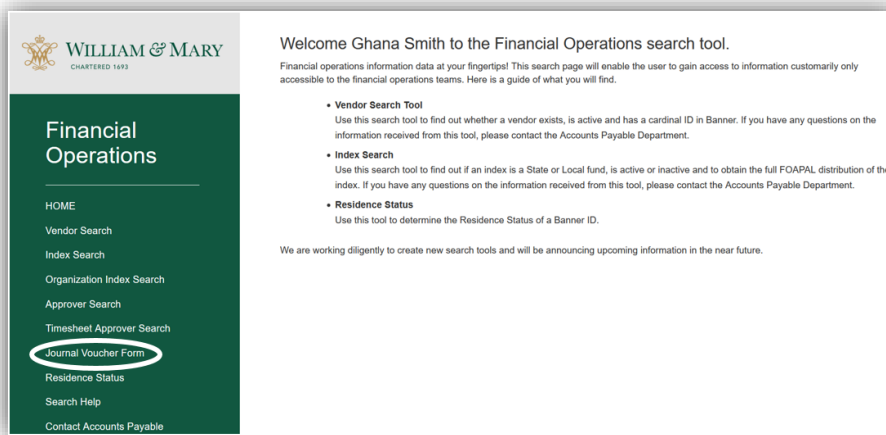 WILLIAM & MARY
CHARTERED 1693
Financial
Operations
HOME
Vendor Search
Index Search
Organization Index Search
Approver Search
Timesheet Approver Search
Journal Voucher Form
Residence Status
Search Help
Contact Accounts Payable
Welcome Ghana Smith to the Financial Operations search tool.
Financial operations information data at your fingertips! This search page will enable the user to gain access to information customarily only
accessible to the financial operations teams. Here is a guide of what you will find.
• Vendor Search Tool
Use this search tool to find out whether a vendor exists, is active and has a cardinal ID in Banner. If you have any questions on the
information received from this tool, please contact the Accounts Payable Department.
• Index Search
Use this search tool to find out if an index is a State or Local fund, is active or inactive and to obtain the full FOAPAL distribution of the
index. If you have any questions on the information received from this tool, please contact the Accounts Payable Department.
• Residence Status
Use this tool to determine the Residence Status of a Banner ID.
We are working diligently to create new search tools and will be announcing upcoming information in the near future.